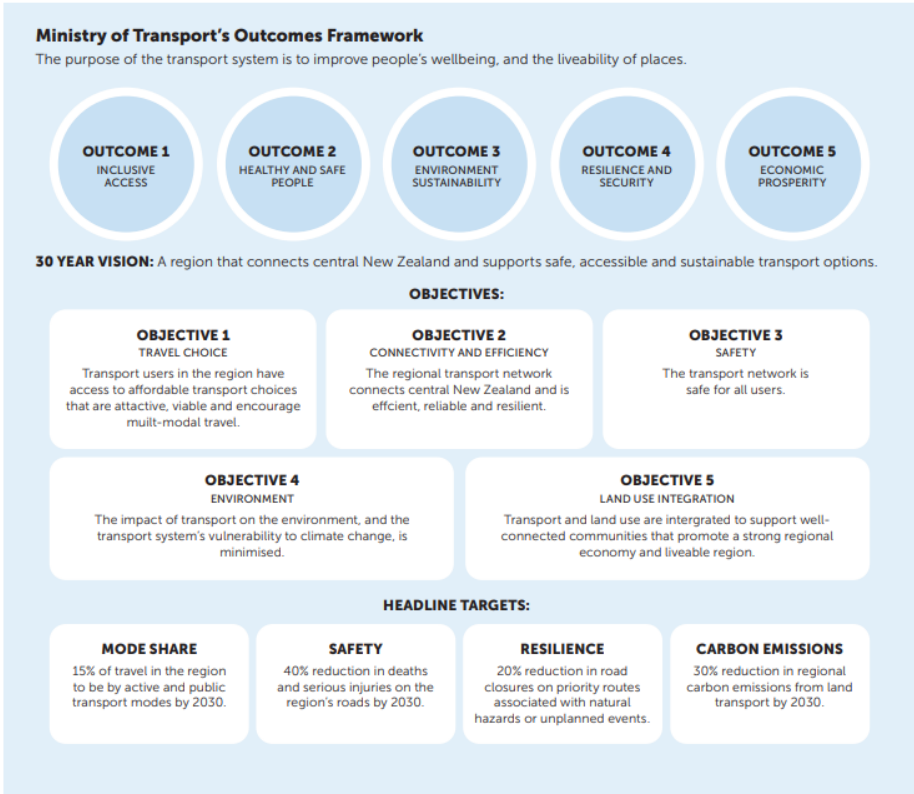 Ministry of Transport's Outcomes Framework
The purpose of the transport system is to improve people's wellbeing, and the liveability of places.
OUTCOME 1
INCLUSIVE
ACCESS
OUTCOME 2
HEALTHY AND SAFE
PEOPLE
OUTCOME 3
ENVIRONMENT
SUSTAINABILITY
OUTCOME 4
RESILIENCE AND
SECURITY
OUTCOME 5
ECONOMIC
PROSPERITY
30 YEAR VISION: A region that connects central New Zealand and supports safe, accessible and sustainable transport options.
OBJECTIVES:
OBJECTIVE 1
TRAVEL CHOICE
Transport users in the region have
access to affordable transport choices
that are attactive, viable and encourage
muilt-modal travel.
OBJECTIVE 2
CONNECTIVITY AND EFFICIENCY
The regional transport network
connects central New Zealand and is
effcient, reliable and resilient.
OBJECTIVE 3
SAFETY
The transport network is
safe for all users.
OBJECTIVE 4
ENVIRONMENT
The impact of transport on the environment, and the
transport system's vulnerability to climate change, is
minimised.
OBJECTIVE 5
LAND USE INTEGRATION
Transport and land use are intergrated to support well-
connected communities that promote a strong regional
economy and liveable region.
HEADLINE TARGETS:
MODE SHARE
15% of travel in the region
to be by active and public
transport modes by 2030.
SAFETY
40% reduction in deaths
and serious injuries on the
region's roads by 2030.
RESILIENCE
20% reduction in road
closures on priority routes
associated with natural
hazards or unplanned events.
CARBON EMISSIONS
30% reduction in regional
carbon emissions from land
transport by 2030.